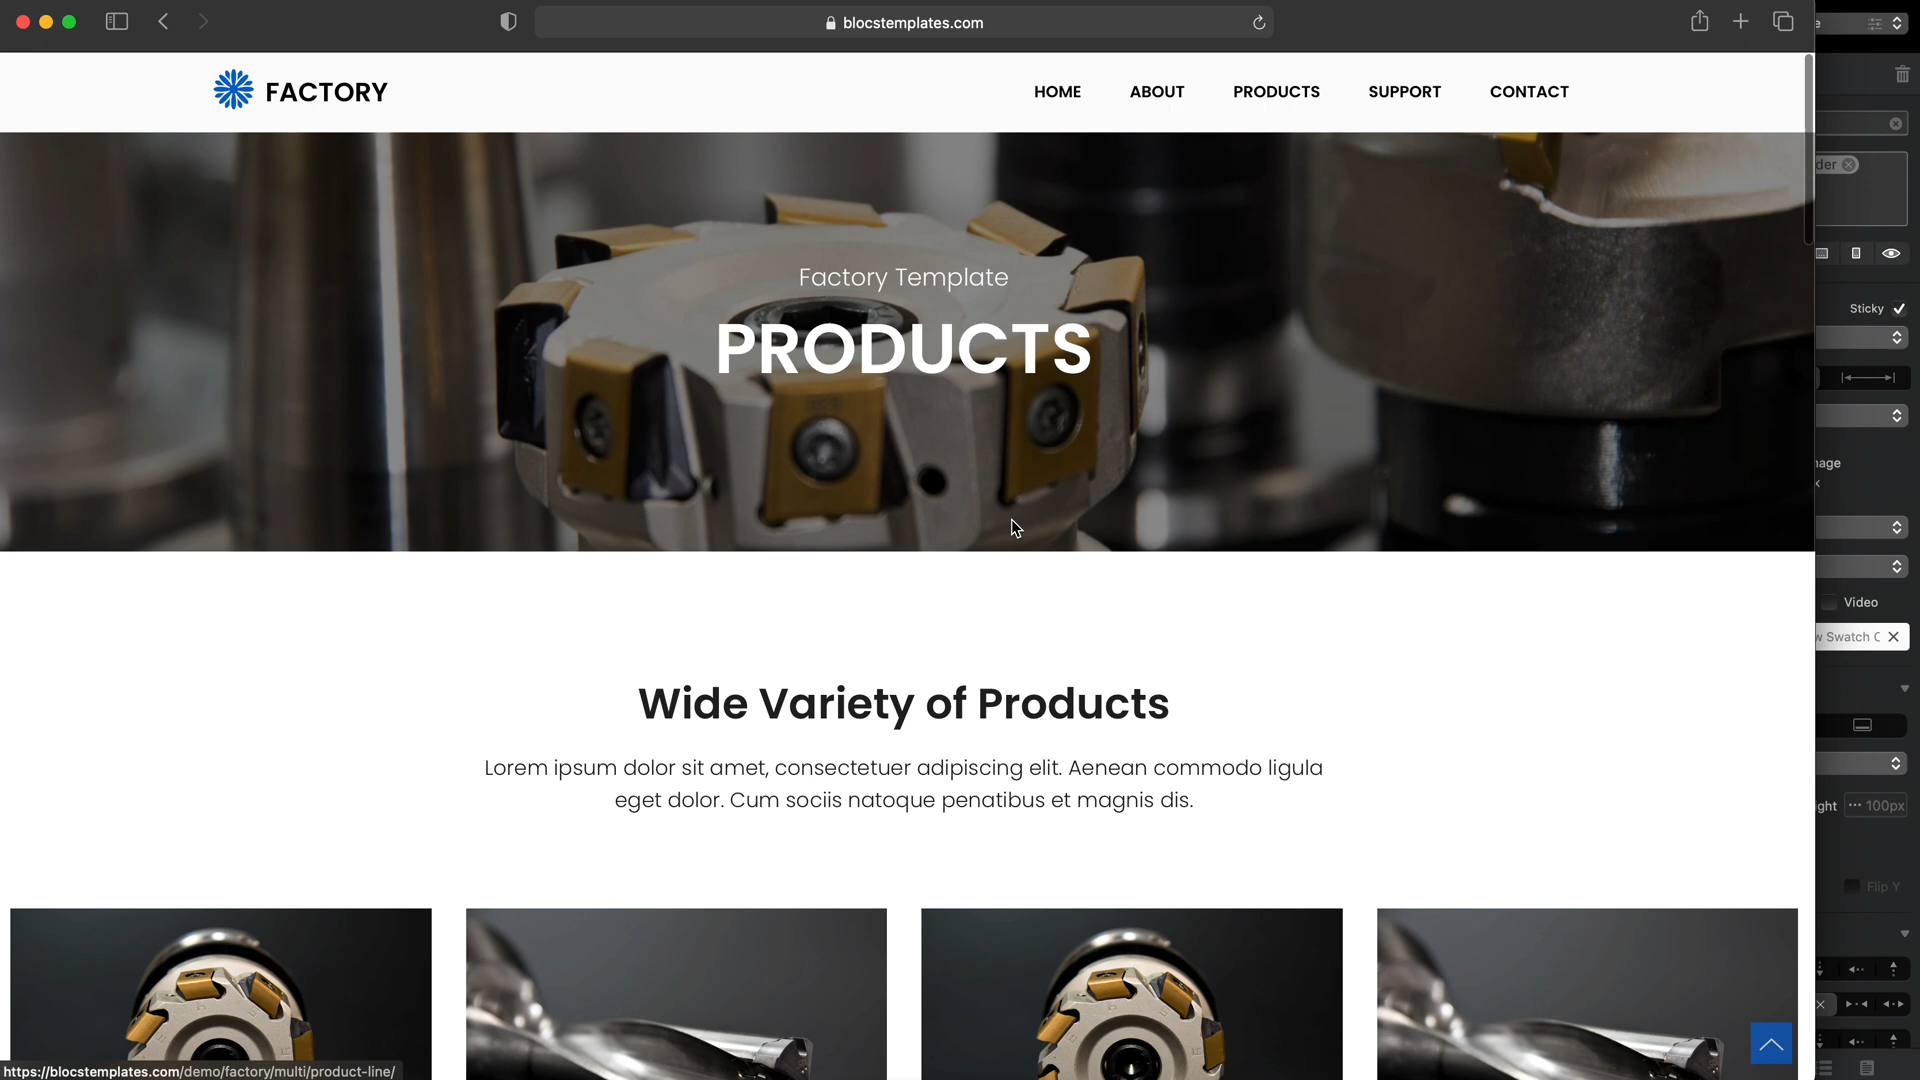 blocstemplates.com
FACTORY
HOME ABOUT PRODUCTS SUPPORT CONTACT
Factory Template
PRODUCTS
Wide Variety of Products
Lorem ipsum dolor sit amet, consectetuer adipiscing elit. Aenean commodo ligula
eget dolor. Cum sociis natoque penatibus et magnis dis.
https://blocstemplates.com/demo/factory/multi/product-line/
Sticky
Video
100px
Flip Y